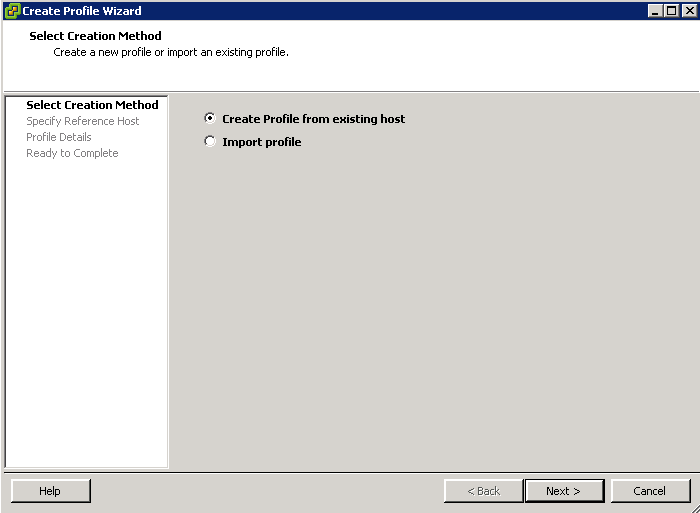 Create Profile Wizard
Select Creation Method
Create a new profile or import an existing profile.
Select Creation Method
Specify Reference Host
Profile Details
Ready to Complete
Create Profile from existing host
Import profile
Help
< Back
Next >
Cancel